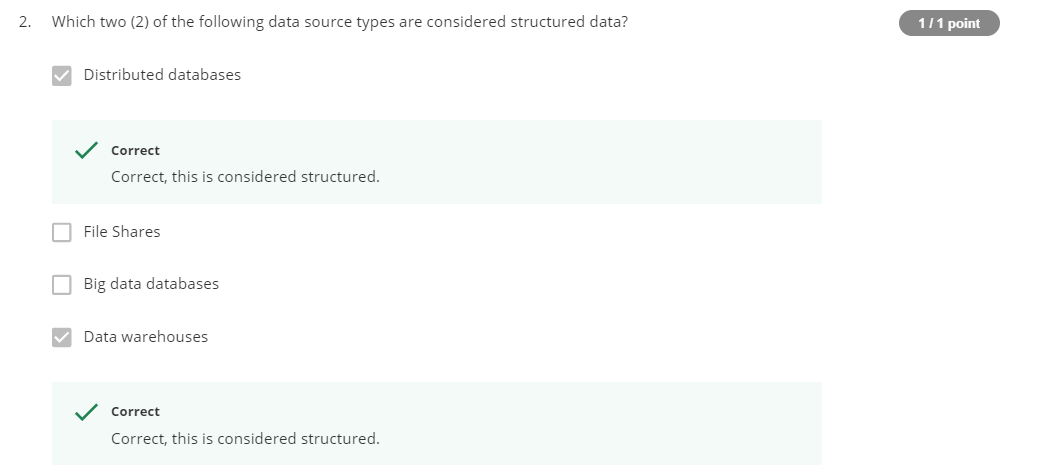 2. Which two (2) of the following data source types are considered structured data?
1 / 1 point
Distributed databases
Correct
Correct, this is considered structured.
File Shares
Big data databases
Data warehouses
Correct
Correct, this is considered structured.